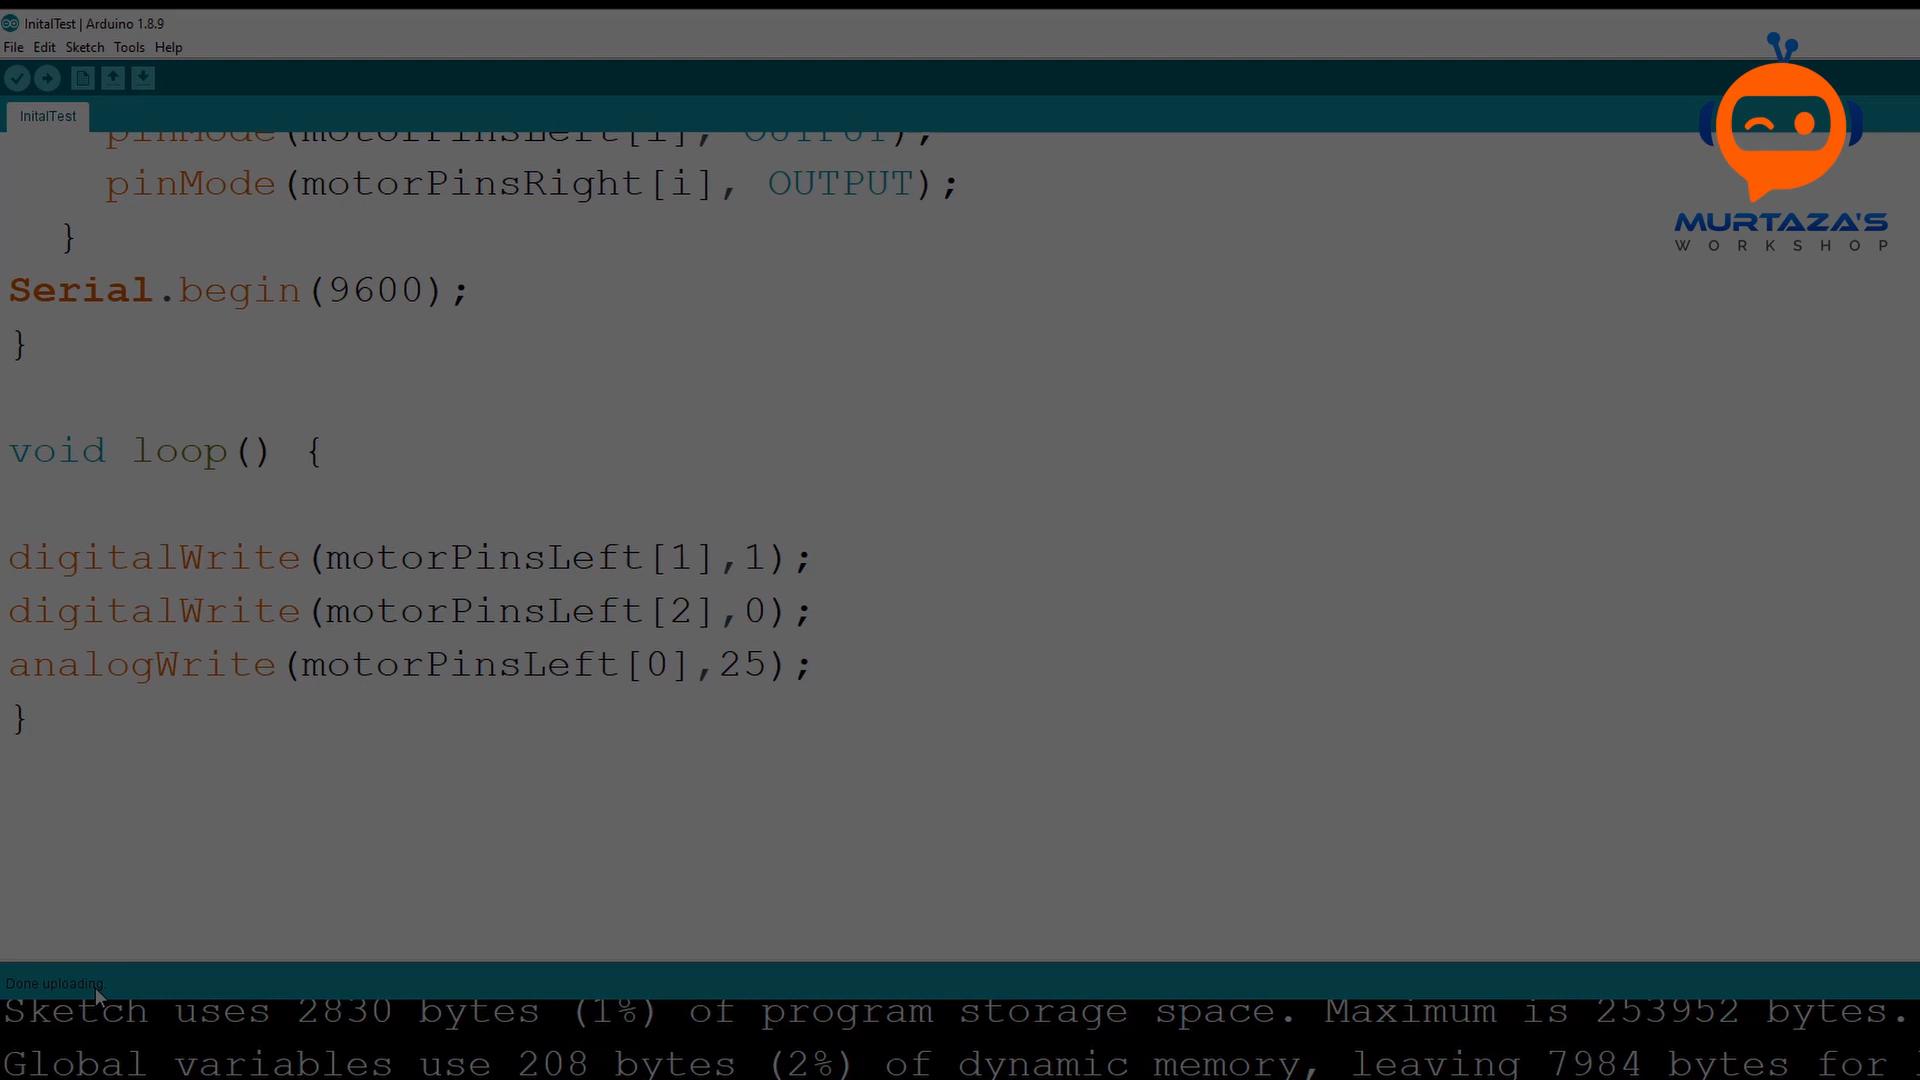 InitalTest | Arduino 1.8.9
File Edit Sketch Tools Help
InitalTest
pinMode(motorPinsLeft[i], OUTPUT);
pinMode(motorPinsRight[i], OUTPUT);
}
Serial.begin(9600);
}
void loop() {
digitalWrite(motorPinsLeft[1],1);
digitalWrite(motorPinsLeft[2],0);
analogWrite(motorPinsLeft[0],25);
}
MURTAZA'S
WORKSHOP
Done uploading.
Sketch uses 2830 bytes (1%) of program storage space. Maximum is 253952 bytes.
Global variables use 208 bytes (2%) of dynamic memory, leaving 7984 bytes for